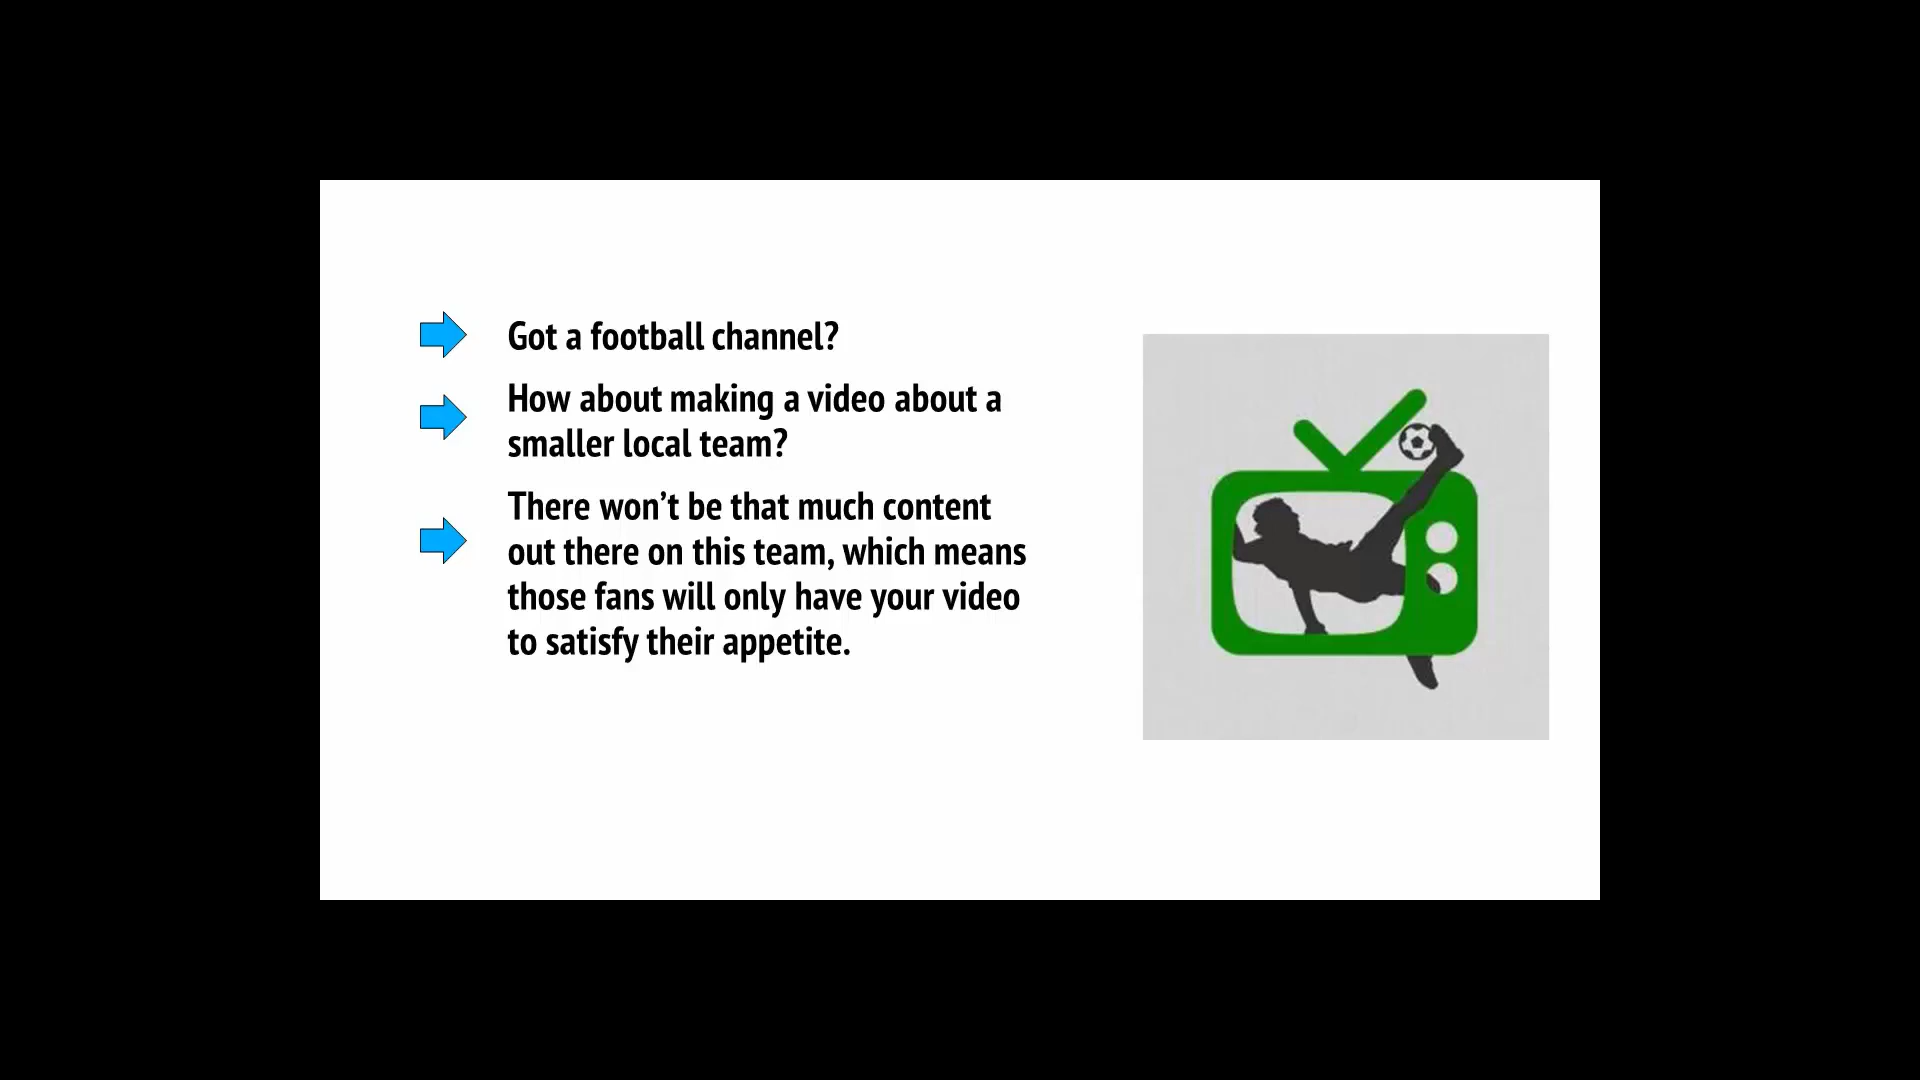 Got a football channel?
How about making a video about a
smaller local team?
There won’t be that much content
out there on this team, which means
those fans will only have your video
to satisfy their appetite.